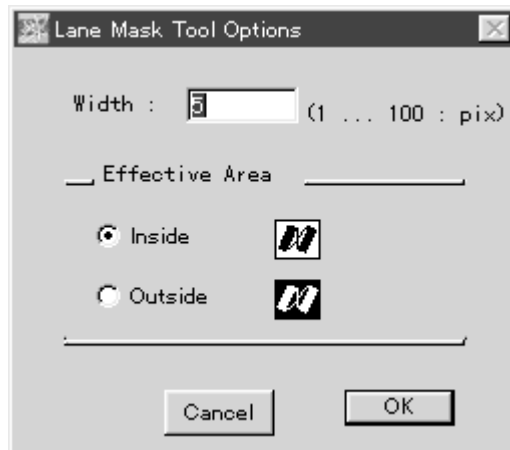 Lane Mask Tool Options
Width : 5 (1 ... 100 : pix)
Effective Area
Inside
Outside
Cancel OK